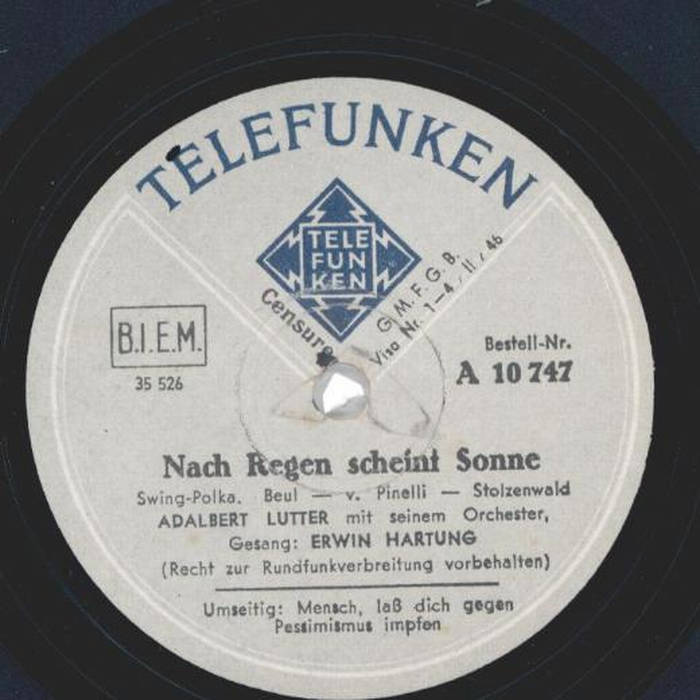 TELEFUNKEN
TELE
FUN
KEN
Censure
G. M. F. G. B.
Visa Nr. 1-4 / II / 46
B.I.E.M.
35 526
Bestell-Nr.
A 10 747
Nach Regen scheint Sonne
Swing-Polka. Beul — v. Pinelli — Stolzenwald
ADALBERT LUTTER mit seinem Orchester,
Gesang: ERWIN HARTUNG
(Recht zur Rundfunkverbreitung vorbehalten)
Umseitig: Mensch, laß dich gegen
Pessimismus impfen